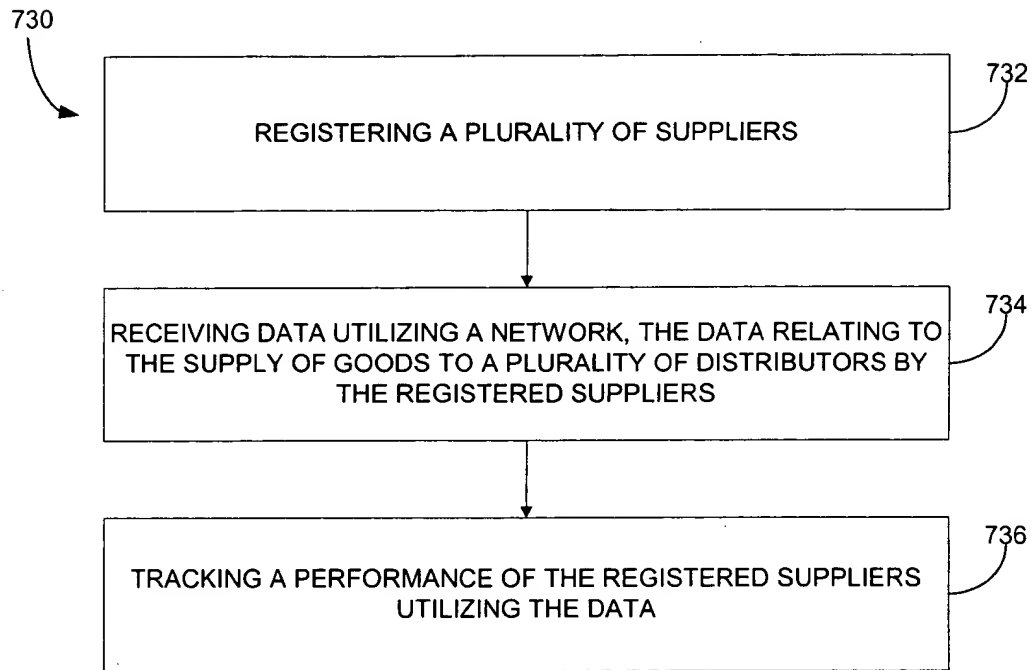 730
732
REGISTERING A PLURALITY OF SUPPLIERS
734
RECEIVING DATA UTILIZING A NETWORK, THE DATA RELATING TO
THE SUPPLY OF GOODS TO A PLURALITY OF DISTRIBUTORS BY
THE REGISTERED SUPPLIERS
736
TRACKING A PERFORMANCE OF THE REGISTERED SUPPLIERS
UTILIZING THE DATA